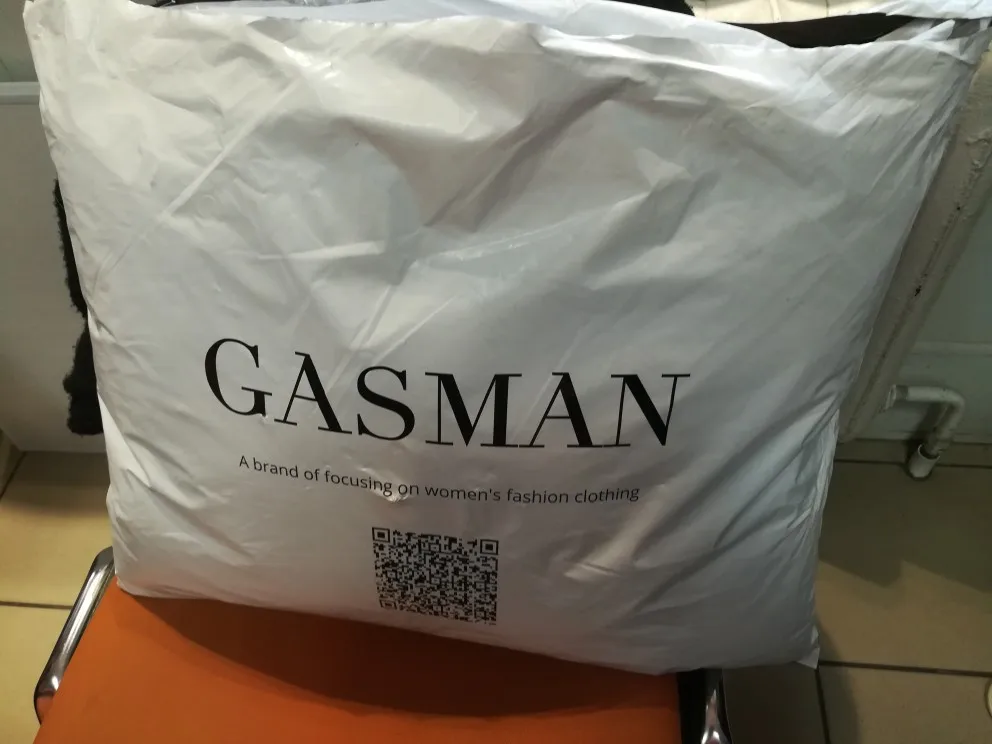 GASMAN
A brand of focusing on women's fashion clothing